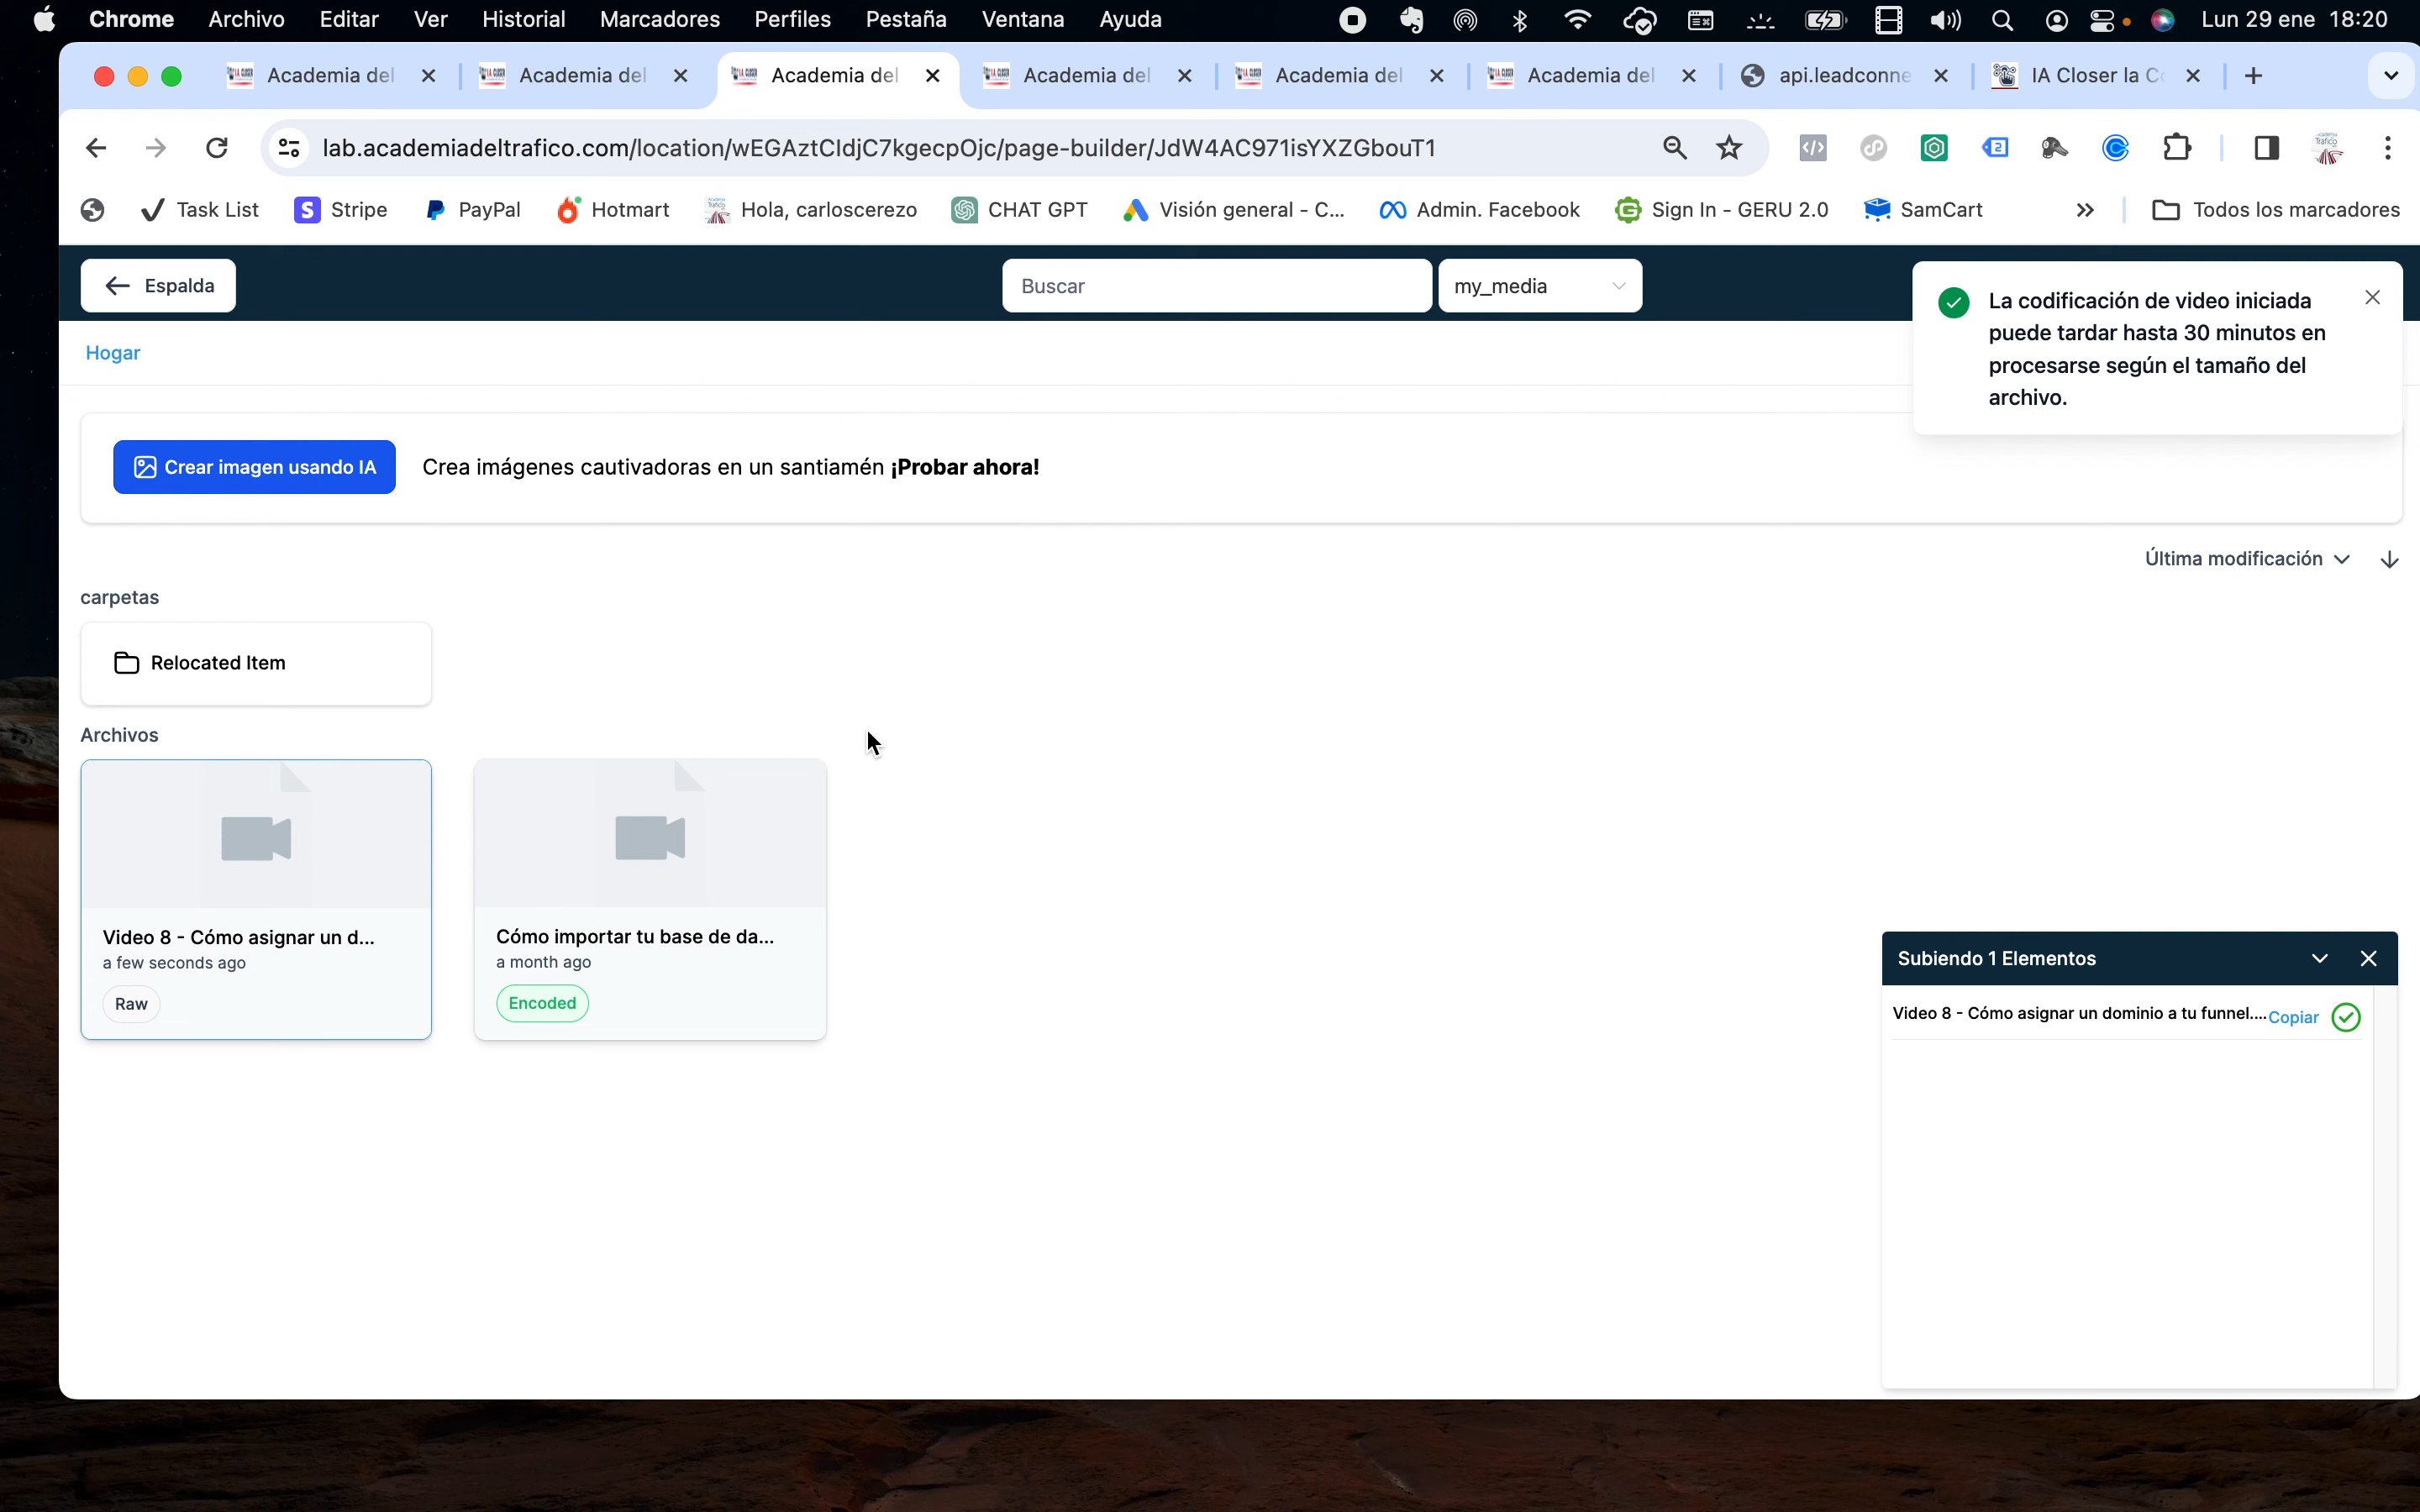 Chrome Archivo Editar Ver Historial Marcadores Perfiles Pestaña Ventana Ayuda Lun 29 ene 18:20
Academia del Academia del Academia del Academia del Academia del Academia del api.leadconne IA Closer la Co
lab.academiadeltrafico.com/location/wEGAztCldjC7kgecpOjc/page-builder/JdW4AC971isYXZGbouT1
Task List Stripe PayPal Hotmart Hola, carloscerezo CHAT GPT Visión general - C... Admin. Facebook Sign In - GERU 2.0 SamCart » Todos los marcadores
Espalda Buscar my_media
La codificación de video iniciada
puede tardar hasta 30 minutos en
procesarse según el tamaño del
archivo.
Hogar
Crear imagen usando IA Crea imágenes cautivadoras en un santiamén ¡Probar ahora!
Última modificación
carpetas
Relocated Item
Archivos
Video 8 - Cómo asignar un d...
a few seconds ago
Raw
Cómo importar tu base de da...
a month ago
Encoded
Subiendo 1 Elementos
Video 8 - Cómo asignar un dominio a tu funnel.... Copiar